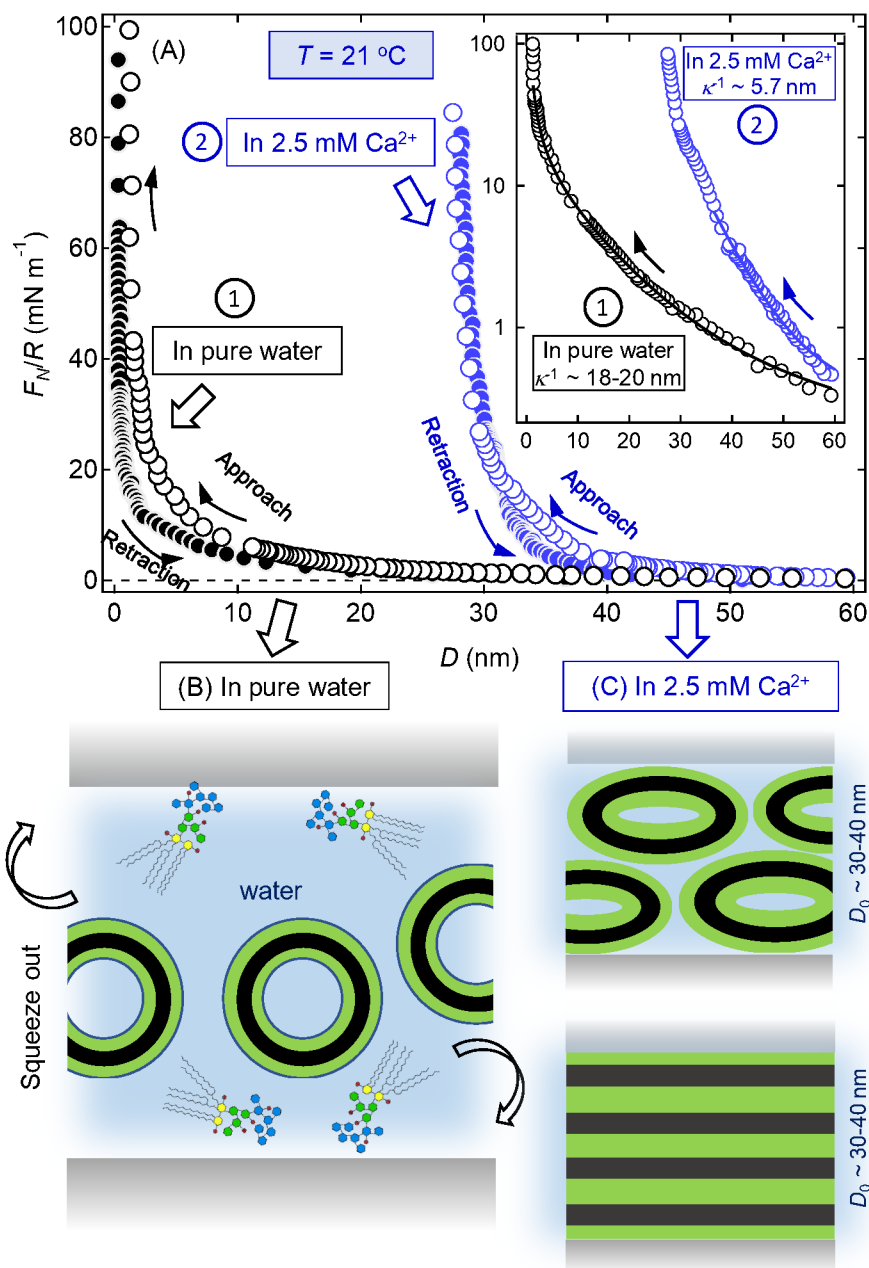 (A)
T = 21 °C
② In 2.5 mM Ca²⁺
①
In pure water
Approach
Retraction
Retraction
Approach
F_N/R (mN m⁻¹)
100
80
60
40
20
0
0 10 20 30 40 50 60
D (nm)
100
10
1
0 10 20 30 40 50 60
In 2.5 mM Ca²⁺
κ⁻¹ ~ 5.7 nm
②
①
In pure water
κ⁻¹ ~ 18-20 nm
(B) In pure water
(C) In 2.5 mM Ca²⁺
water
Squeeze out
D₀ ~ 30-40 nm
D₀ ~ 30-40 nm